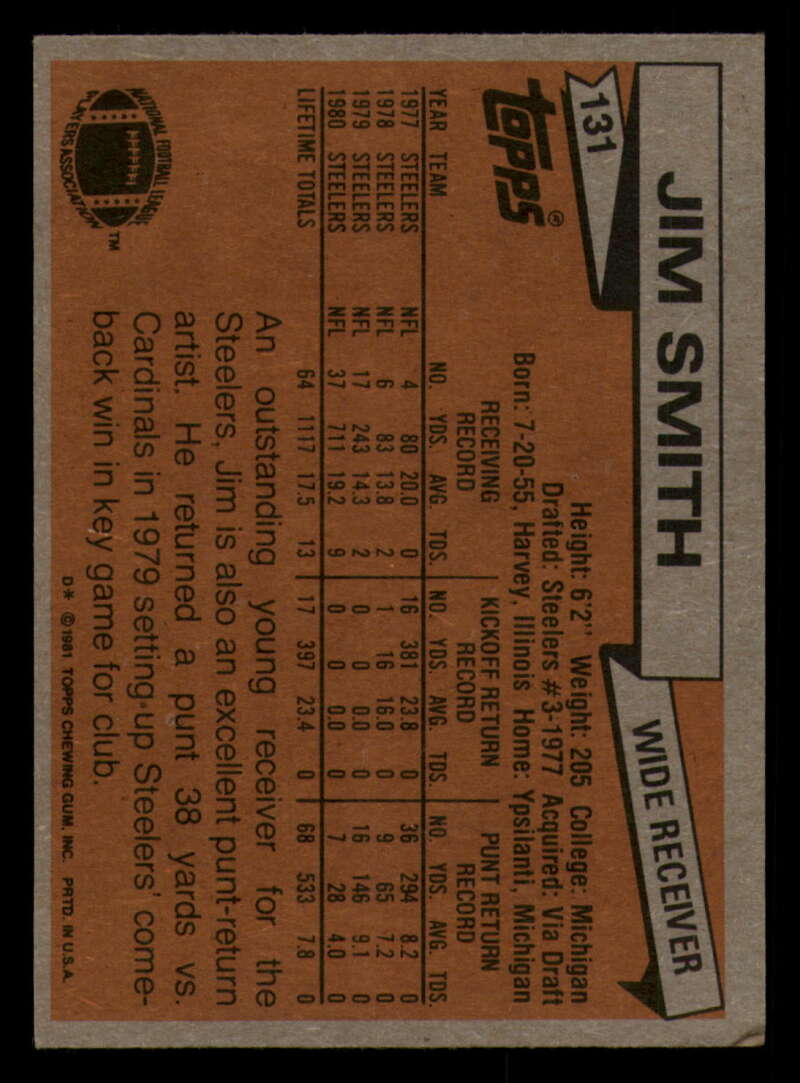 131
JIM SMITH
WIDE RECEIVER
topps®
Height: 6'2" Weight: 205 College: Michigan
Drafted: Steelers #3-1977 Acquired: Via Draft
Born: 7-20-55, Harvey, Illinois Home: Ypsilanti, Michigan
RECEIVING RECORD KICKOFF RETURN RECORD PUNT RETURN RECORD
YEAR TEAM NO. YDS. AVG. TDS. NO. YDS. AVG. TDS. NO. YDS. AVG. TDS.
1977 STEELERS NFL 4 80 20.0 0 16 381 23.8 0 36 294 8.2 0
1978 STEELERS NFL 6 83 13.8 2 1 16 16.0 0 9 65 7.2 0
1979 STEELERS NFL 17 243 14.3 2 0 0 0.0 0 16 146 9.1 0
1980 STEELERS NFL 37 711 19.2 9 0 0 0.0 0 7 28 4.0 0
LIFETIME TOTALS 64 1117 17.5 13 17 397 23.4 0 68 533 7.8 0
NATIONAL FOOTBALL LEAGUE
PLAYERS ASSOCIATION
TM
An outstanding young receiver for the
Steelers, Jim is also an excellent punt-return
artist. He returned a punt 38 yards vs.
Cardinals in 1979 setting-up Steelers' come-
back win in key game for club.
D* ©1981 TOPPS CHEWING GUM, INC. PRTD. IN U.S.A.